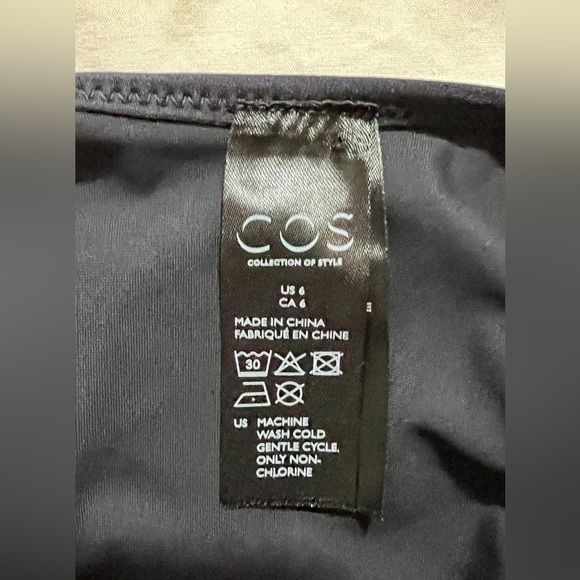 COS
COLLECTION OF STYLE
US 6
CA 6
MADE IN CHINA
FABRIQUÉ EN CHINE
30
US MACHINE
WASH COLD
GENTLE CYCLE,
ONLY NON-
CHLORINE